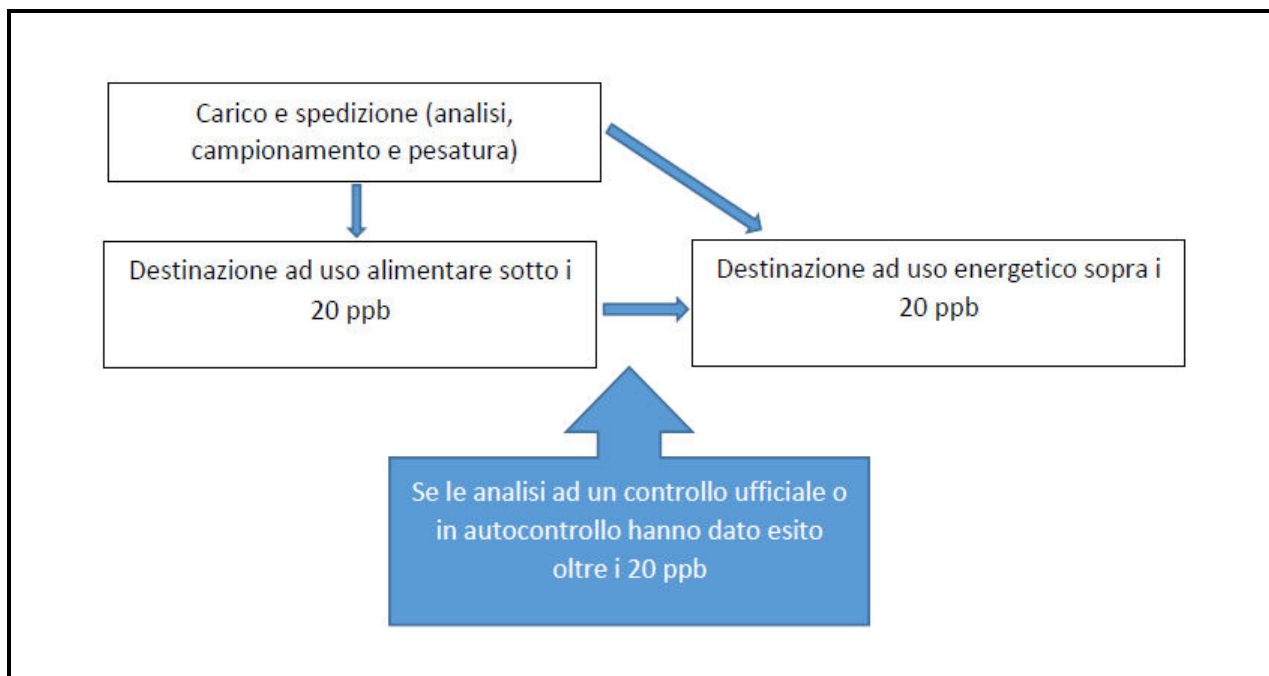 Carico e spedizione (analisi,
campionamento e pesatura)
Destinazione ad uso alimentare sotto i
20 ppb
Destinazione ad uso energetico sopra i
20 ppb
Se le analisi ad un controllo ufficiale o
in autocontrollo hanno dato esito
oltre i 20 ppb